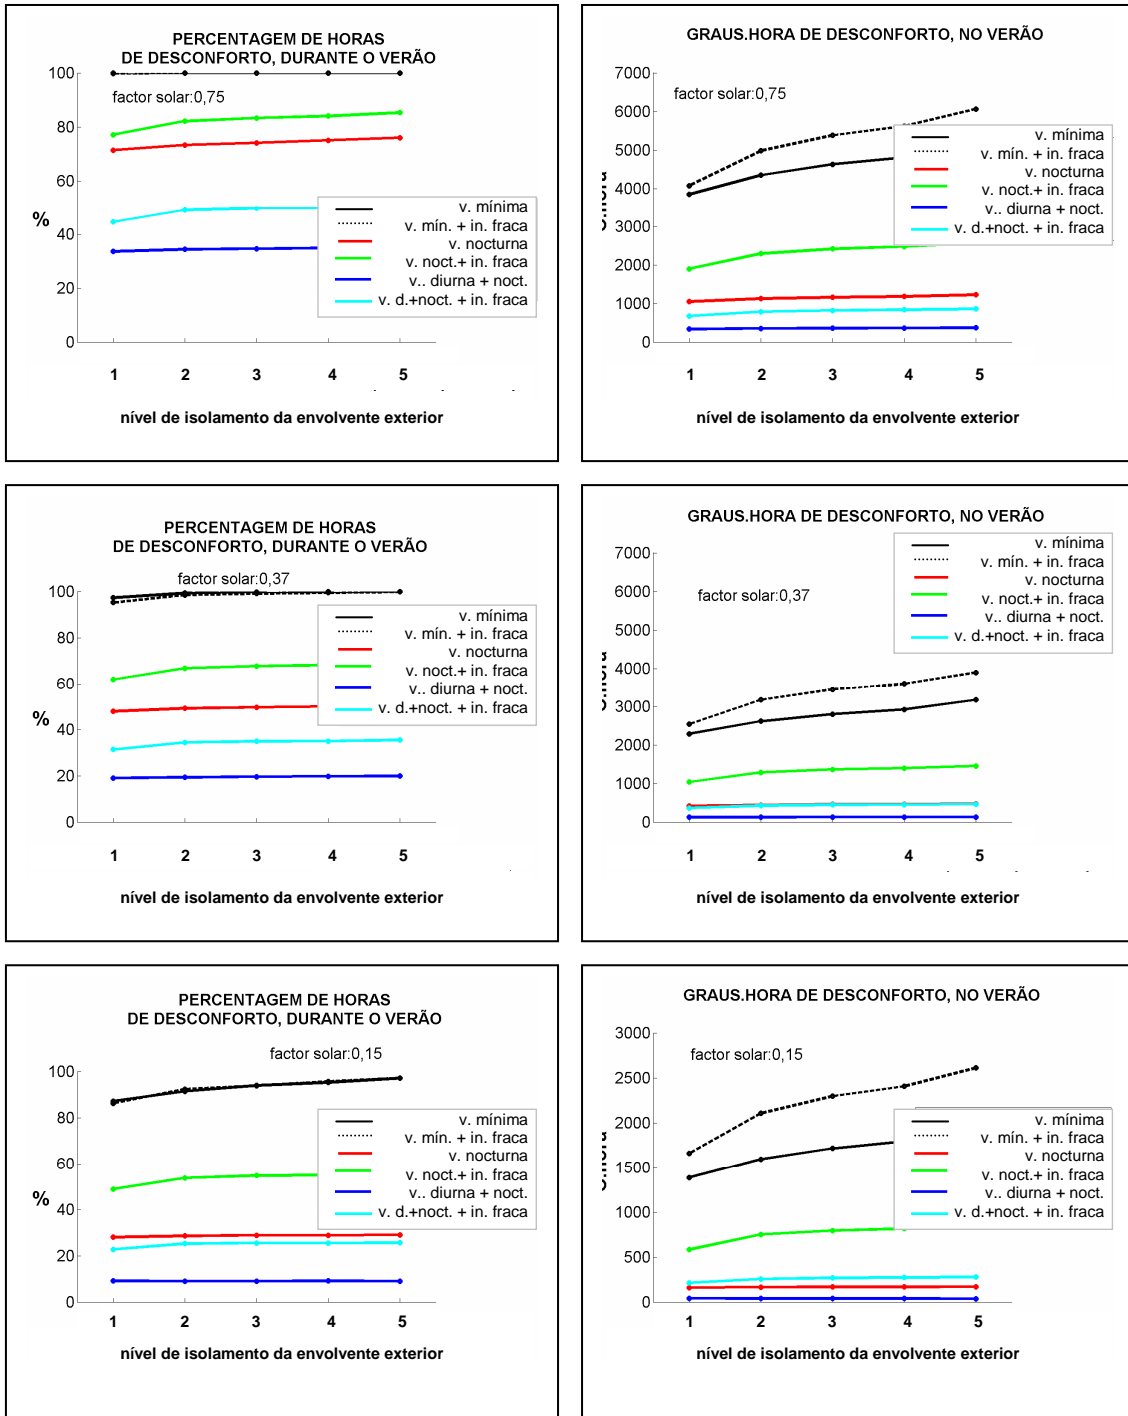 PERCENTAGEM DE HORAS
DE DESCONFORTO, DURANTE O VERÃO
factor solar:0,75
100
80
60
40
20
0
%
v. mínima
v. mín. + in. fraca
v. nocturna
v. noct.+ in. fraca
v.. diurna + noct.
v. d.+noct. + in. fraca
1 2 3 4 5
nível de isolamento da envolvente exterior
GRAUS.HORA DE DESCONFORTO, NO VERÃO
factor solar:0,75
7000
6000
5000
4000
3000
2000
1000
0
v. mínima
v. mín. + in. fraca
v. nocturna
v. noct.+ in. fraca
v.. diurna + noct.
v. d.+noct. + in. fraca
1 2 3 4 5
nível de isolamento da envolvente exterior
PERCENTAGEM DE HORAS
DE DESCONFORTO, DURANTE O VERÃO
factor solar:0,37
100
80
60
40
20
0
%
v. mínima
v. mín. + in. fraca
v. nocturna
v. noct.+ in. fraca
v.. diurna + noct.
v. d.+noct. + in. fraca
1 2 3 4 5
nível de isolamento da envolvente exterior
GRAUS.HORA DE DESCONFORTO, NO VERÃO
factor solar:0,37
7000
6000
5000
4000
3000
2000
1000
0
v. mínima
v. mín. + in. fraca
v. nocturna
v. noct.+ in. fraca
v.. diurna + noct.
v. d.+noct. + in. fraca
1 2 3 4 5
nível de isolamento da envolvente exterior
PERCENTAGEM DE HORAS
DE DESCONFORTO, DURANTE O VERÃO
factor solar:0,15
100
80
60
40
20
0
%
v. mínima
v. mín. + in. fraca
v. nocturna
v. noct.+ in. fraca
v.. diurna + noct.
v. d.+noct. + in. fraca
1 2 3 4 5
nível de isolamento da envolvente exterior
GRAUS.HORA DE DESCONFORTO, NO VERÃO
factor solar:0,15
3000
2500
2000
1500
1000
500
0
v. mínima
v. mín. + in. fraca
v. nocturna
v. noct.+ in. fraca
v.. diurna + noct.
v. d.+noct. + in. fraca
1 2 3 4 5
nível de isolamento da envolvente exterior